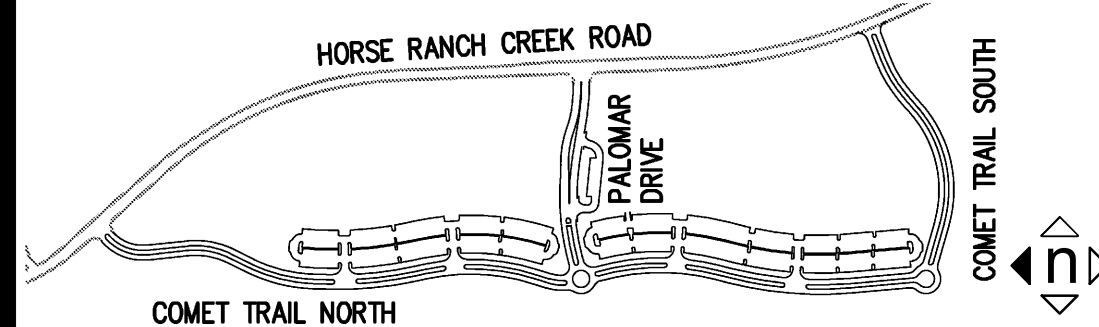 HORSE RANCH CREEK ROAD
PALOMAR
DRIVE
COMET TRAIL SOUTH
n
COMET TRAIL NORTH